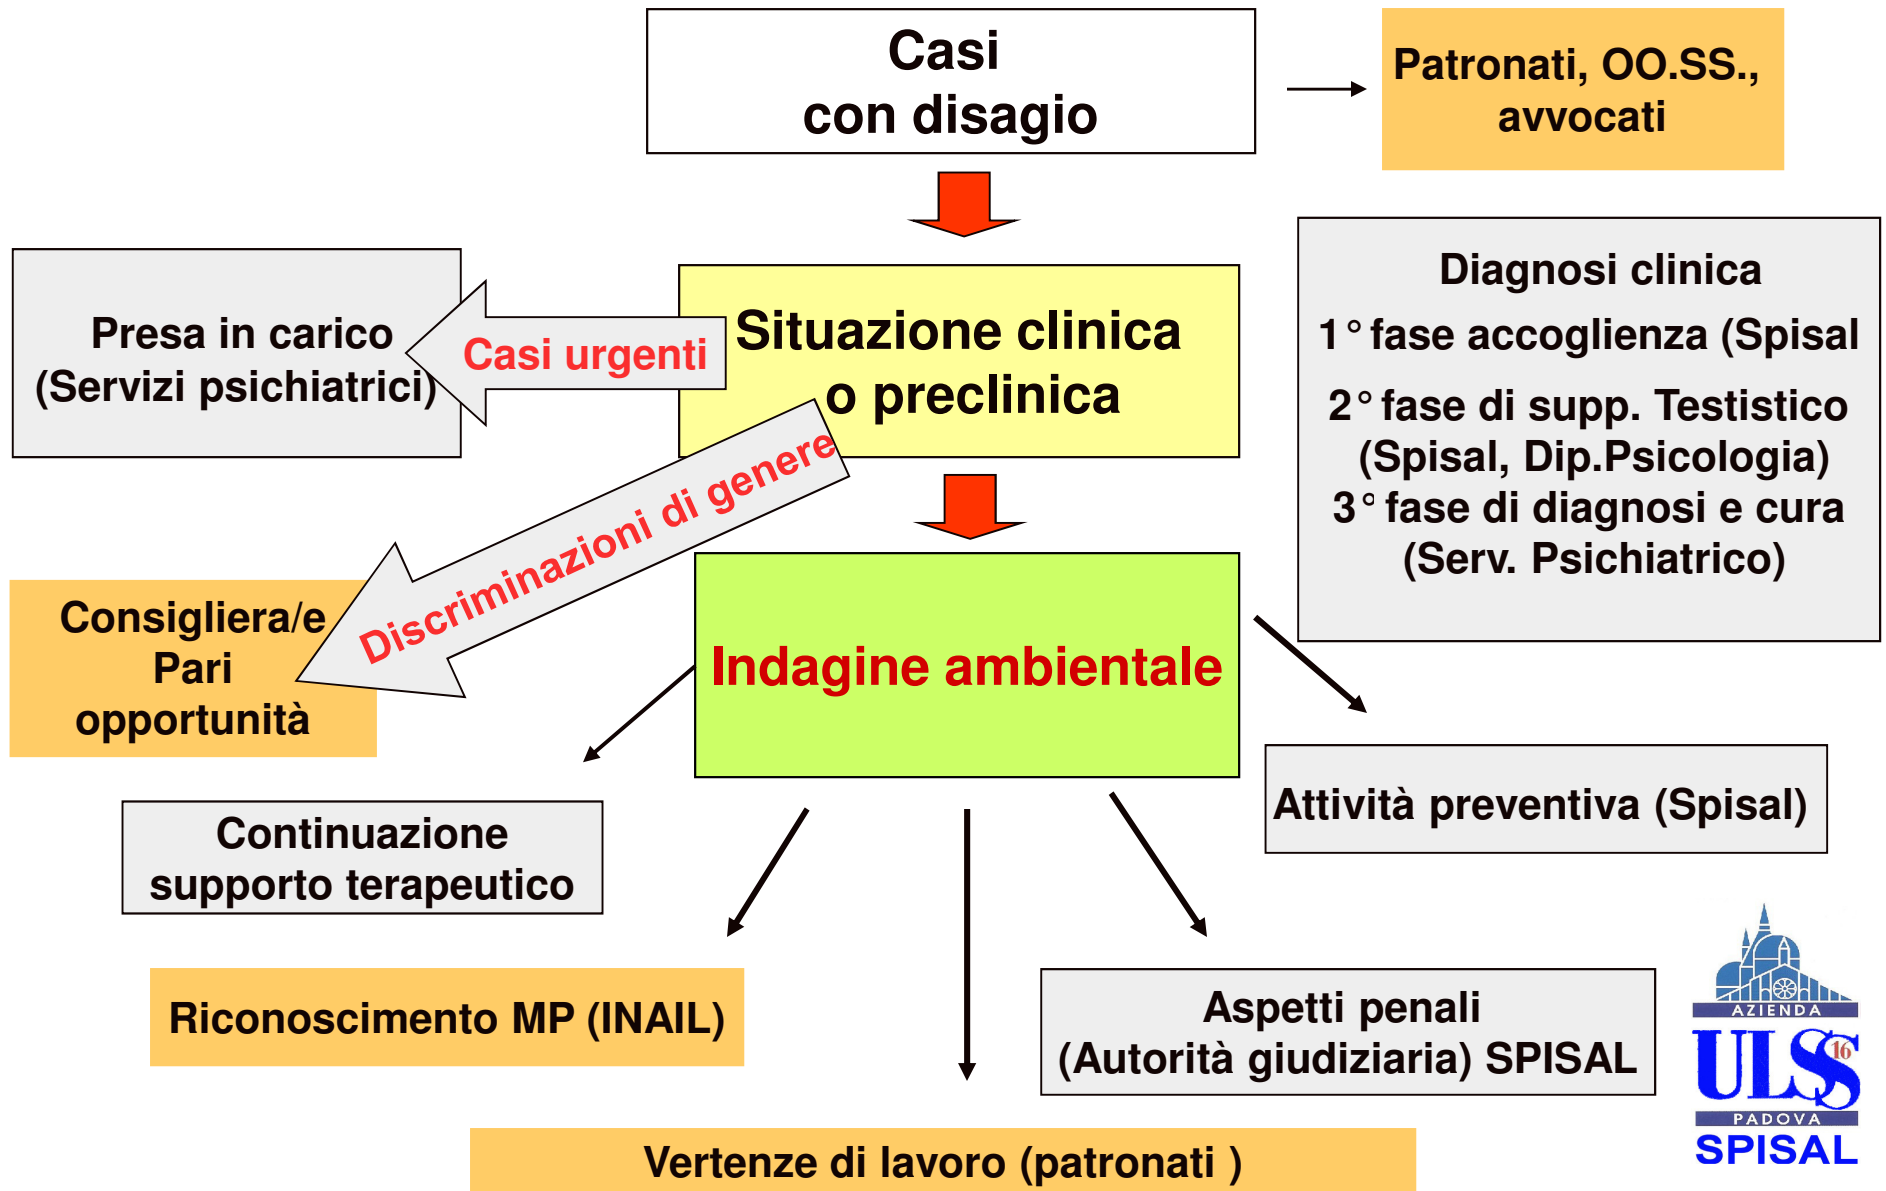 Casi
con disagio
Patronati, OO.SS.,
avvocati
Presa in carico
(Servizi psichiatrici)
Casi urgenti
Situazione clinica
o preclinica
Diagnosi clinica
1° fase accoglienza (Spisal
2° fase di supp. Testistico
(Spisal, Dip.Psicologia)
3° fase di diagnosi e cura
(Serv. Psichiatrico)
Discriminazioni di genere
Consigliera/e
Pari
opportunità
Indagine ambientale
Attività preventiva (Spisal)
Continuazione
supporto terapeutico
Riconoscimento MP (INAIL)
Aspetti penali
(Autorità giudiziaria) SPISAL
Vertenze di lavoro (patronati )
AZIENDA
ULSS 16
PADOVA
SPISAL